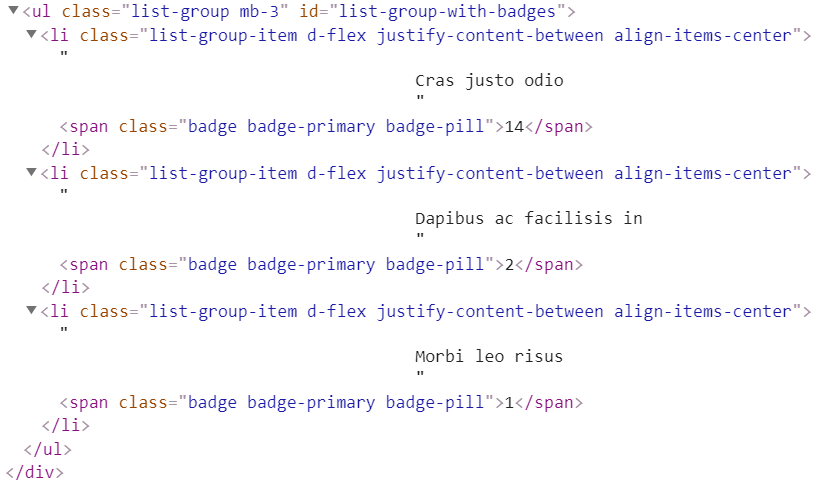 ▼<ul class="list-group mb-3" id="list-group-with-badges">
▼<li class="list-group-item d-flex justify-content-between align-items-center">
"
Cras justo odio
"
<span class="badge badge-primary badge-pill">14</span>
</li>
▼<li class="list-group-item d-flex justify-content-between align-items-center">
"
Dapibus ac facilisis in
"
<span class="badge badge-primary badge-pill">2</span>
</li>
▼<li class="list-group-item d-flex justify-content-between align-items-center">
"
Morbi leo risus
"
<span class="badge badge-primary badge-pill">1</span>
</li>
</ul>
</div>